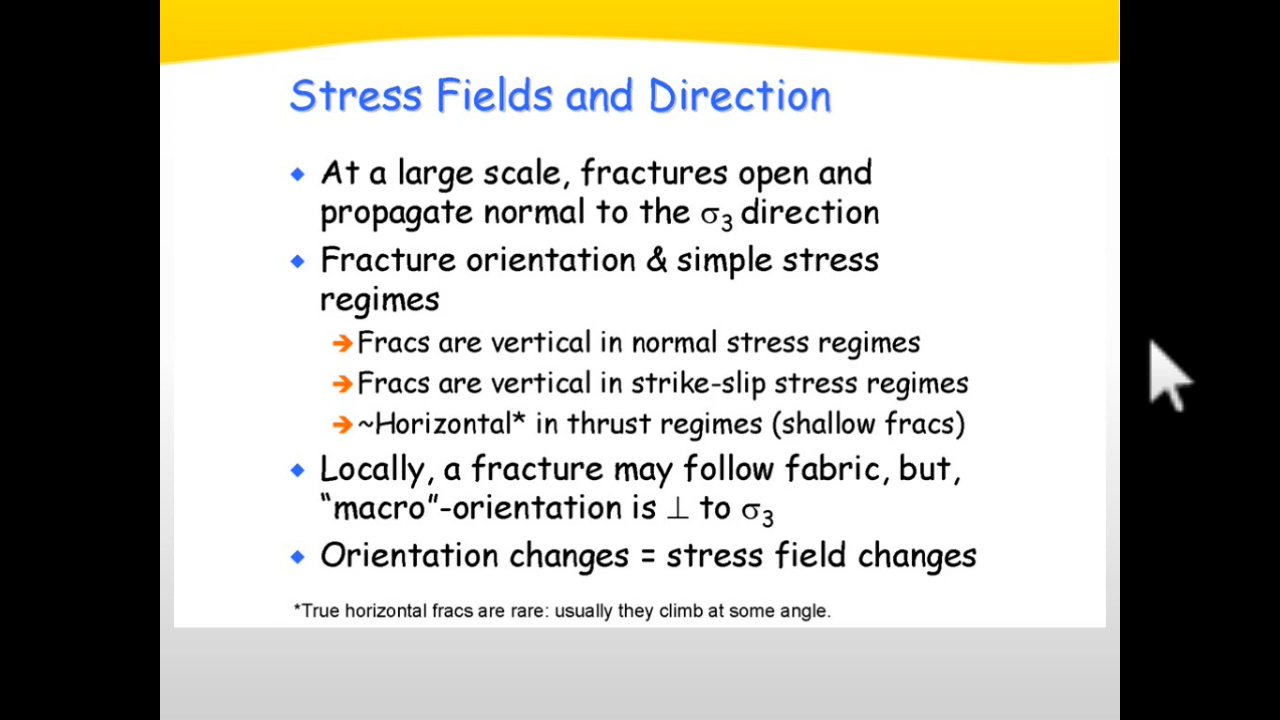 Stress Fields and Direction
At a large scale, fractures open and
propagate normal to the σ₃ direction
Fracture orientation & simple stress
regimes
Fracs are vertical in normal stress regimes
Fracs are vertical in strike-slip stress regimes
~Horizontal* in thrust regimes (shallow fracs)
Locally, a fracture may follow fabric, but,
“macro”-orientation is ⊥ to σ₃
Orientation changes = stress field changes
*True horizontal fracs are rare: usually they climb at some angle.